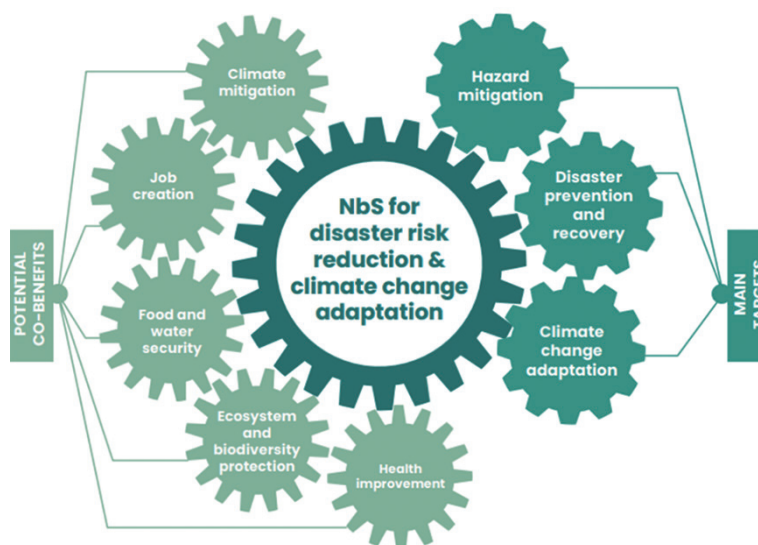 POTENTIAL
CO-BENEFITS
Climate
mitigation
Job
creation
Food and
water
security
Ecosystem
and
biodiversity
protection
Health
improvement
NbS for
disaster risk
reduction &
climate change
adaptation
Hazard
mitigation
Disaster
prevention
and
recovery
Climate
change
adaptation
MAIN
TARGETS